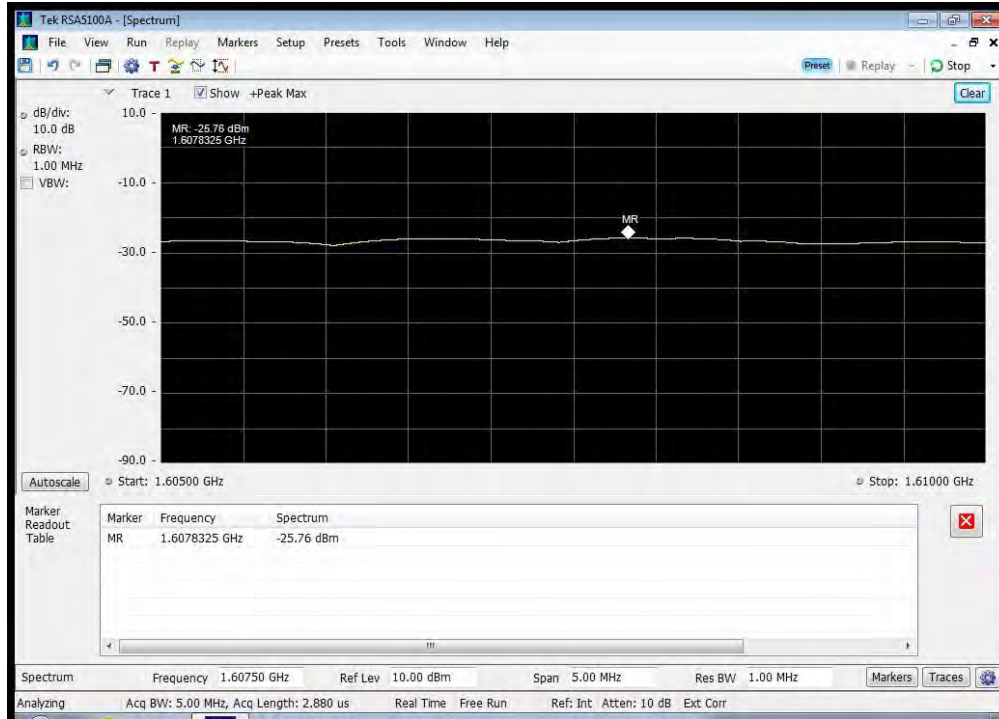 Tek RSA5100A - [Spectrum]
File View Run Replay Markers Setup Presets Tools Window Help
T
Preset Replay Stop
Trace 1 Show +Peak Max Clear
dB/div:
10.0 dB
RBW:
1.00 MHz
VBW:
10.0
-10.0
-30.0
-50.0
-70.0
-90.0
MR: -25.76 dBm
1.6078325 GHz
MR
Autoscale Start: 1.60500 GHz Stop: 1.61000 GHz
Marker
Readout
Table
Marker Frequency Spectrum
MR 1.6078325 GHz -25.76 dBm
Spectrum Frequency 1.60750 GHz Ref Lev 10.00 dBm Span 5.00 MHz Res BW 1.00 MHz Markers Traces
Analyzing Acq BW: 5.00 MHz, Acq Length: 2.880 us Real Time Free Run Ref: Int Atten: 10 dB Ext Corr